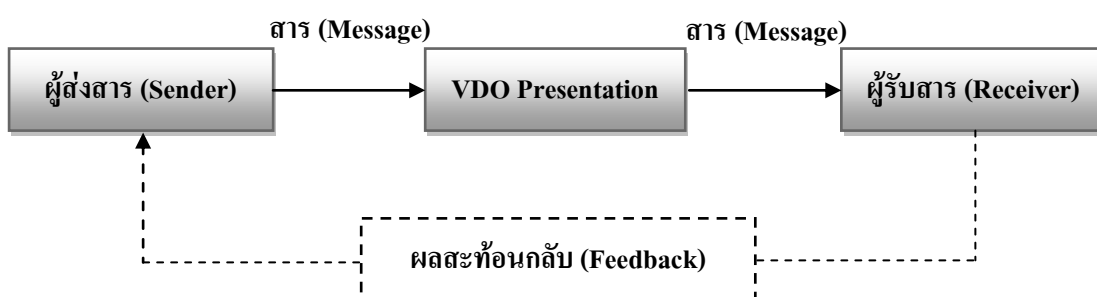 สาร (Message)
สาร (Message)
ผู้ส่งสาร (Sender)
VDO Presentation
ผู้รับสาร (Receiver)
ผลสะท้อนกลับ (Feedback)